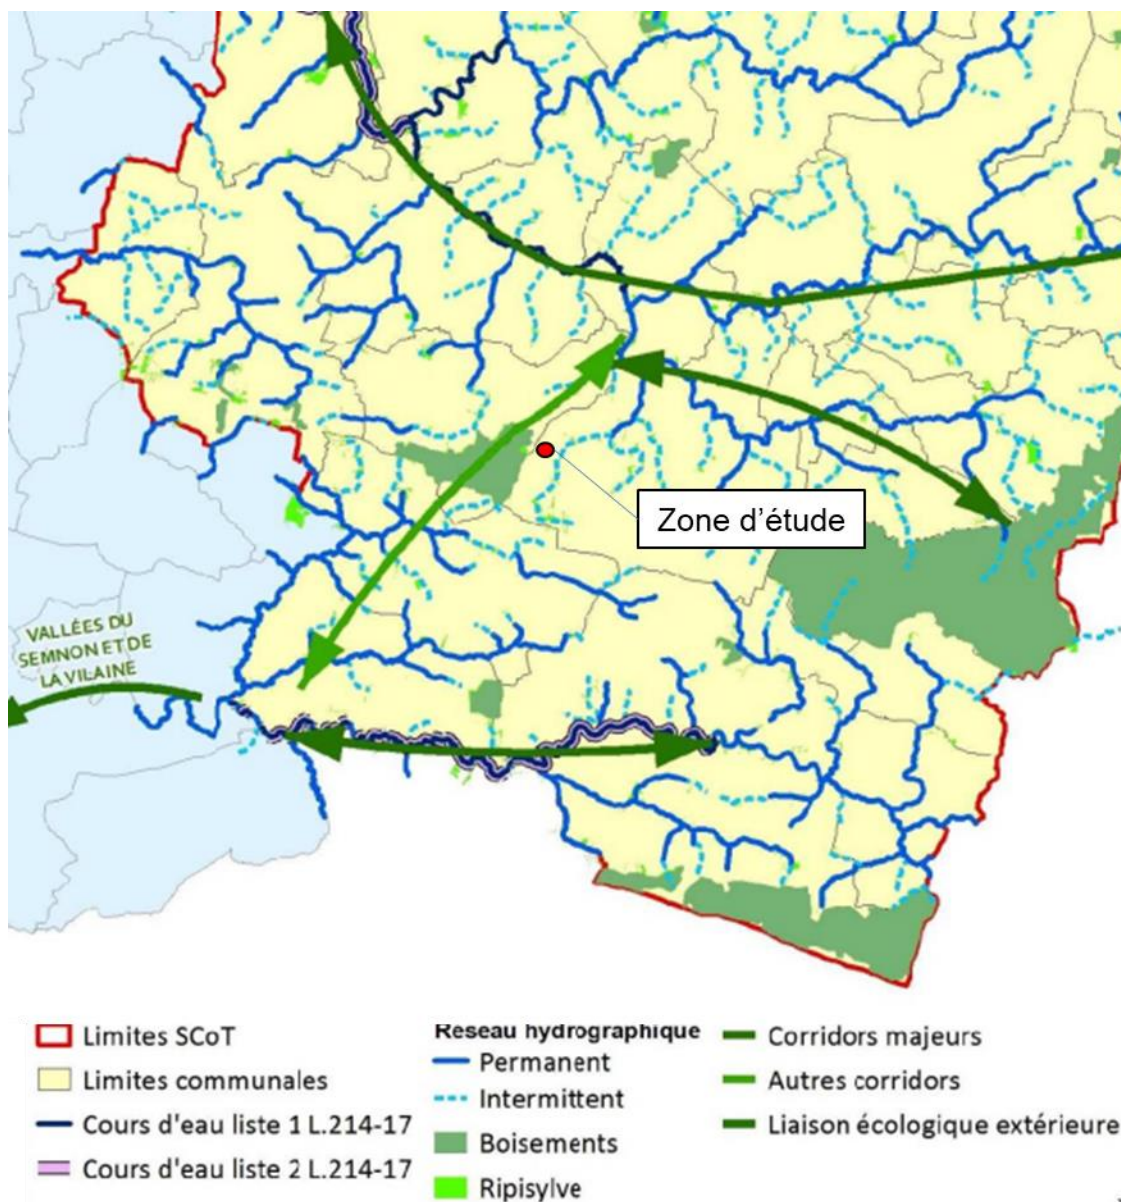 Zone d'étude
VALLÉES DU
SEMNON ET DE
LA VILAINE
Limites SCoT
Limites communales
Cours d'eau liste 1 L.214-17
Cours d'eau liste 2 L.214-17
Réseau hydrographique
Permanent
Intermittent
Boisements
Ripisylve
Corridors majeurs
Autres corridors
Liaison écologique extérieure